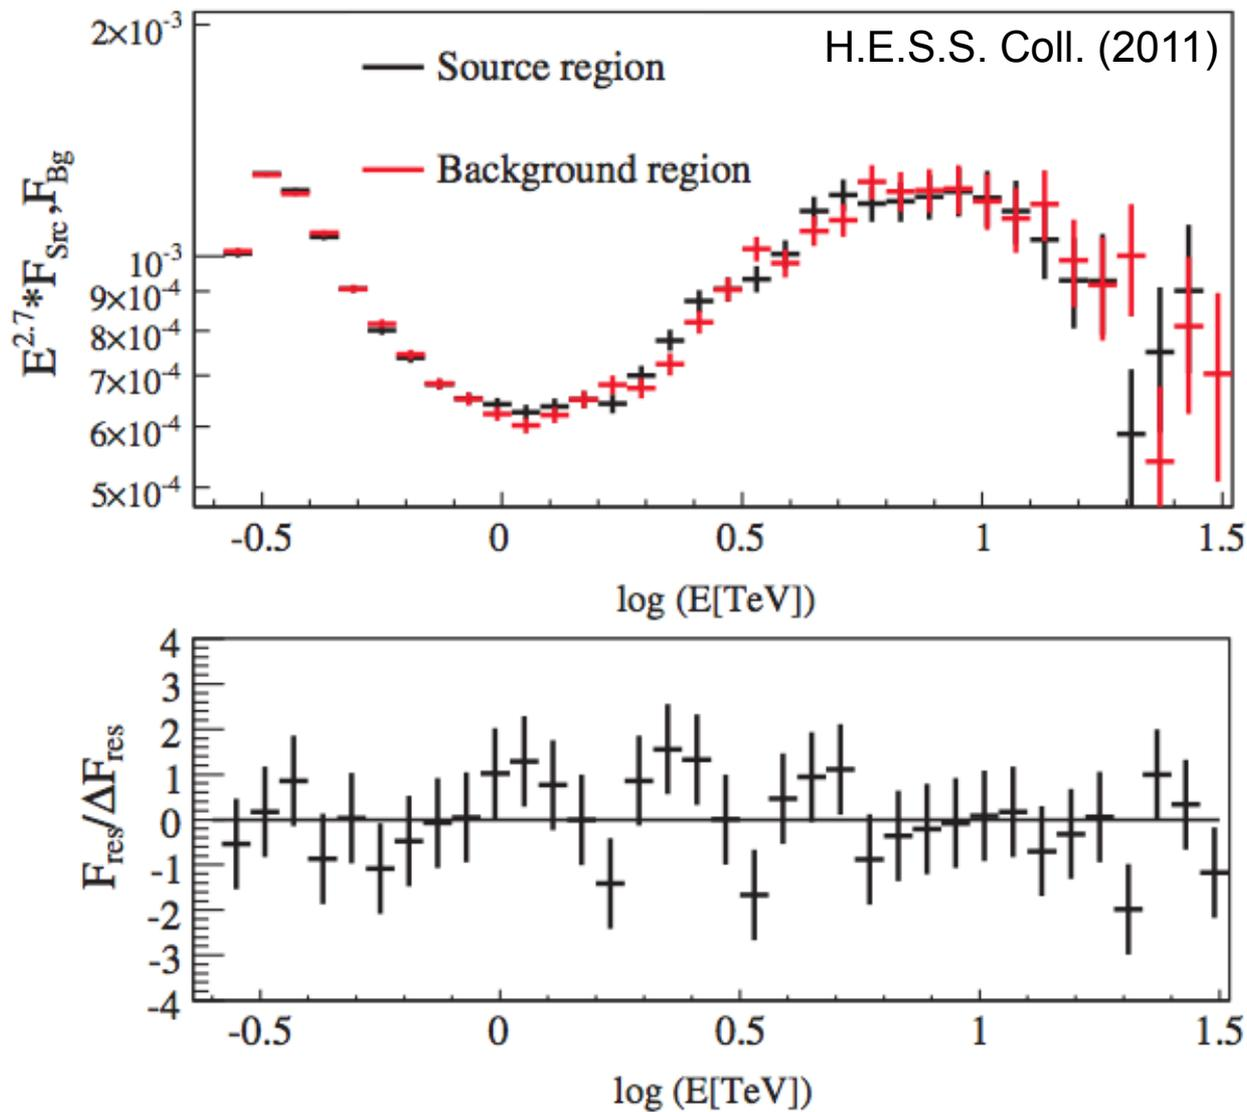 2×10⁻³
H.E.S.S. Coll. (2011)
Source region
Background region
E²·⁷*F_Src,F_Bg
10⁻³
9×10⁻⁴
8×10⁻⁴
7×10⁻⁴
6×10⁻⁴
5×10⁻⁴
-0.5 0 0.5 1 1.5
log (E[TeV])
4
3
2
1
0
-1
-2
-3
-4
F_res/ΔF_res
-0.5 0 0.5 1 1.5
log (E[TeV])